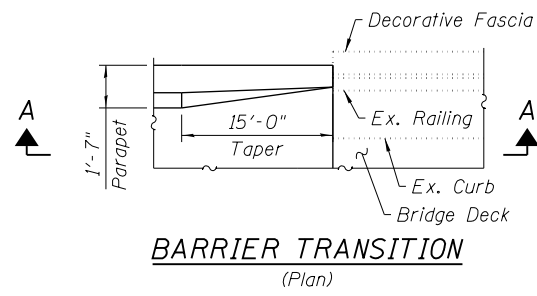 Decorative Fascia
A
1'-7"
Parapet
15'-0"
Taper
Ex. Railing
A
Ex. Curb
Bridge Deck
BARRIER TRANSITION
(Plan)